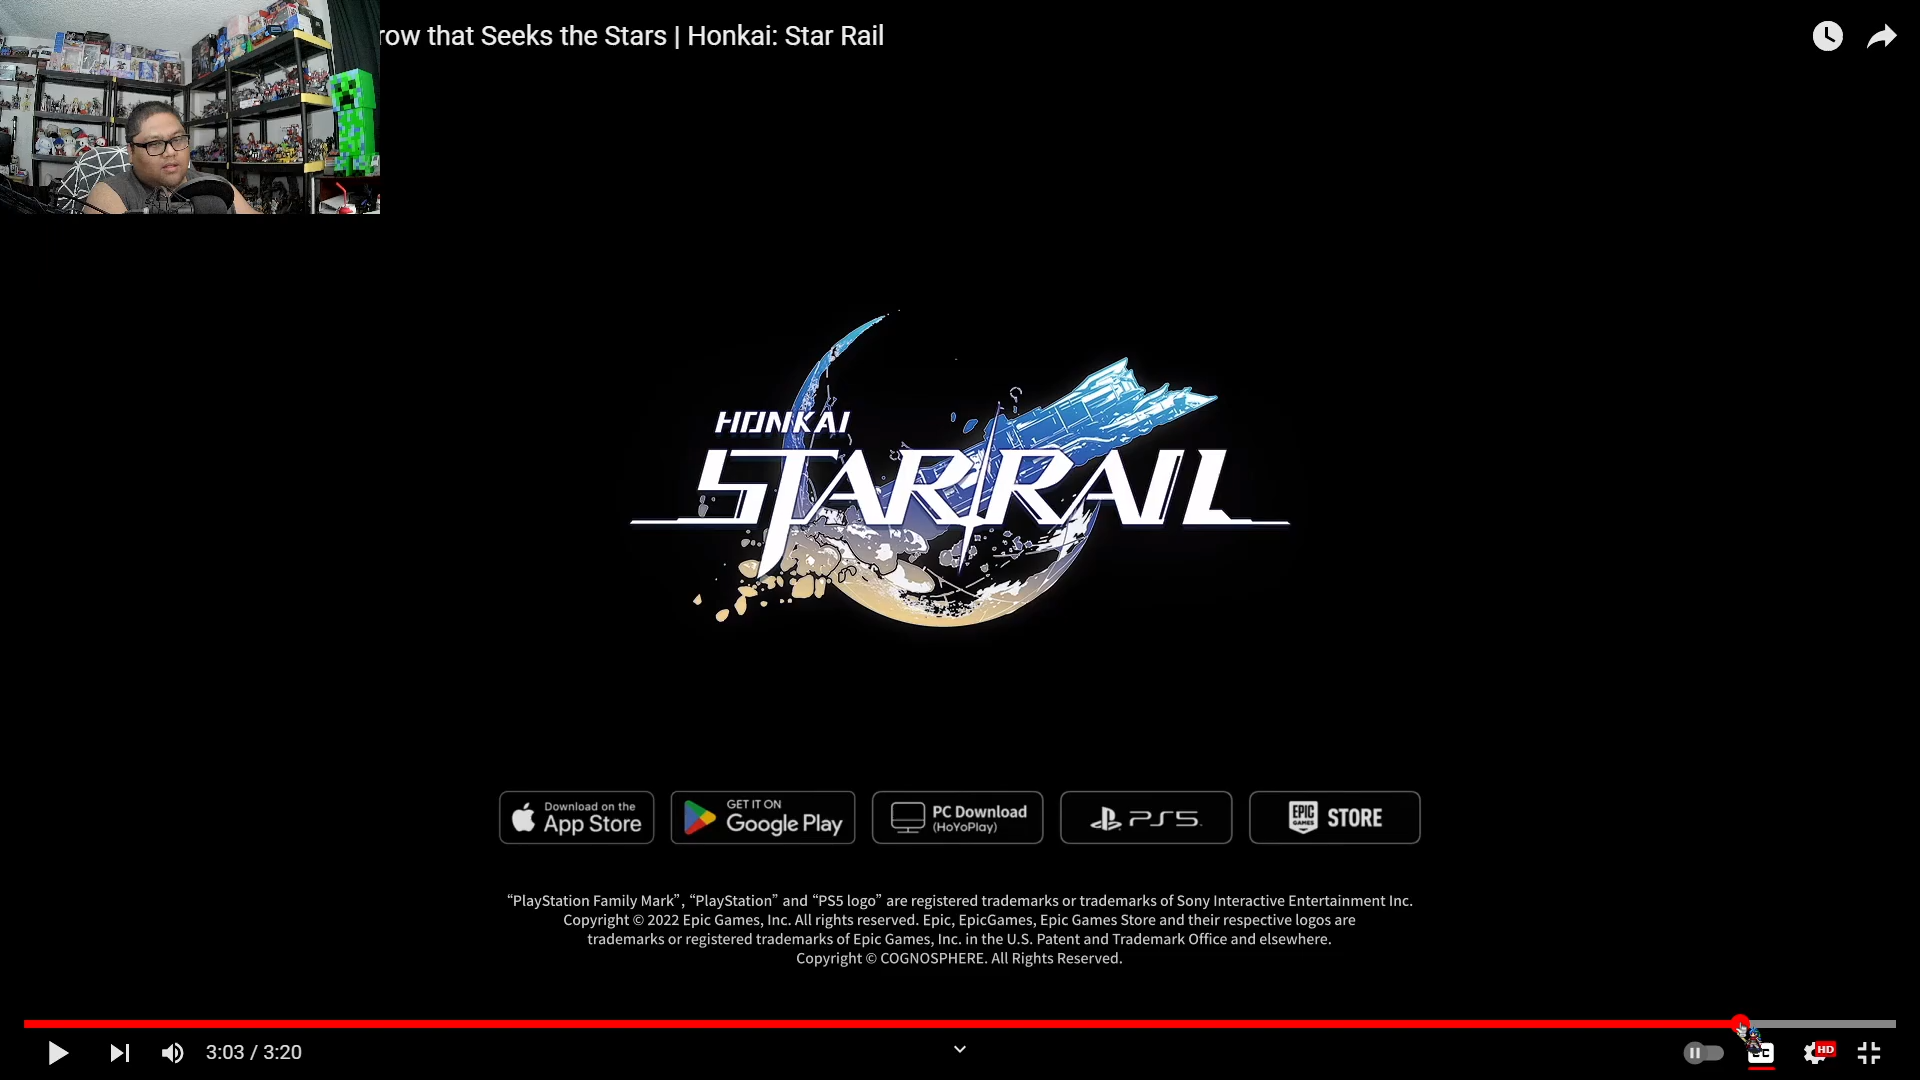 row that Seeks the Stars | Honkai: Star Rail
HONKAI
STAR RAIL
Download on the
App Store
GET IT ON
Google Play
PC Download
(HoYoPlay)
PS5
EPIC
GAMES
STORE
“PlayStation Family Mark”, “PlayStation” and “PS5 logo” are registered trademarks or trademarks of Sony Interactive Entertainment Inc.
Copyright © 2022 Epic Games, Inc. All rights reserved. Epic, EpicGames, Epic Games Store and their respective logos are
trademarks or registered trademarks of Epic Games, Inc. in the U.S. Patent and Trademark Office and elsewhere.
Copyright © COGNOSPHERE. All Rights Reserved.
3:03 / 3:20
HD